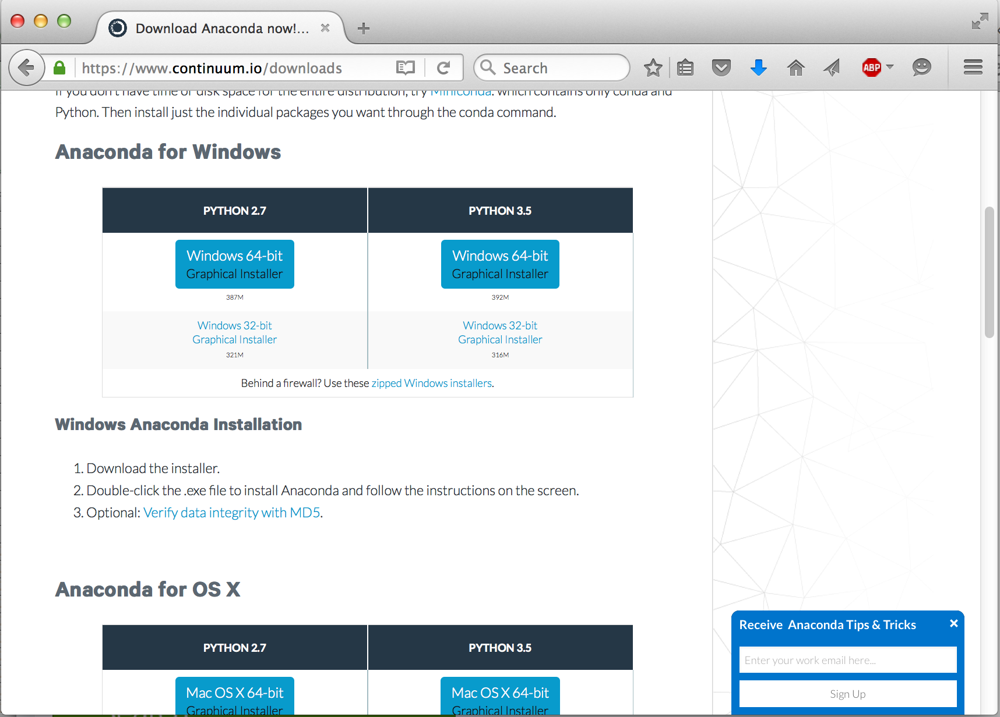 Download Anaconda now!...
https://www.continuum.io/downloads
Search
ABP
If you don't have time or disk space for the entire distribution, try Miniconda. which contains only conda and
Python. Then install just the individual packages you want through the conda command.
Anaconda for Windows
PYTHON 2.7
PYTHON 3.5
Windows 64-bit
Graphical Installer
387M
Windows 64-bit
Graphical Installer
392M
Windows 32-bit
Graphical Installer
321M
Windows 32-bit
Graphical Installer
316M
Behind a firewall? Use these zipped Windows installers.
Windows Anaconda Installation
1. Download the installer.
2. Double-click the .exe file to install Anaconda and follow the instructions on the screen.
3. Optional: Verify data integrity with MD5.
Anaconda for OS X
PYTHON 2.7
PYTHON 3.5
Mac OS X 64-bit
Graphical Installer
Mac OS X 64-bit
Graphical Installer
Receive Anaconda Tips & Tricks
Enter your work email here...
Sign Up